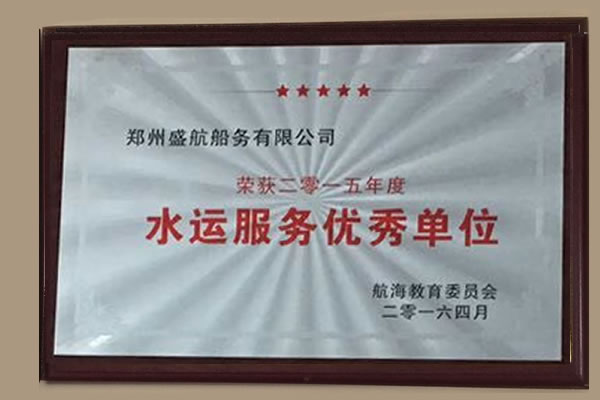 郑州盛航船务有限公司
荣获二零一五年度
水运服务优秀单位
航海教育委员会
二零一六四月